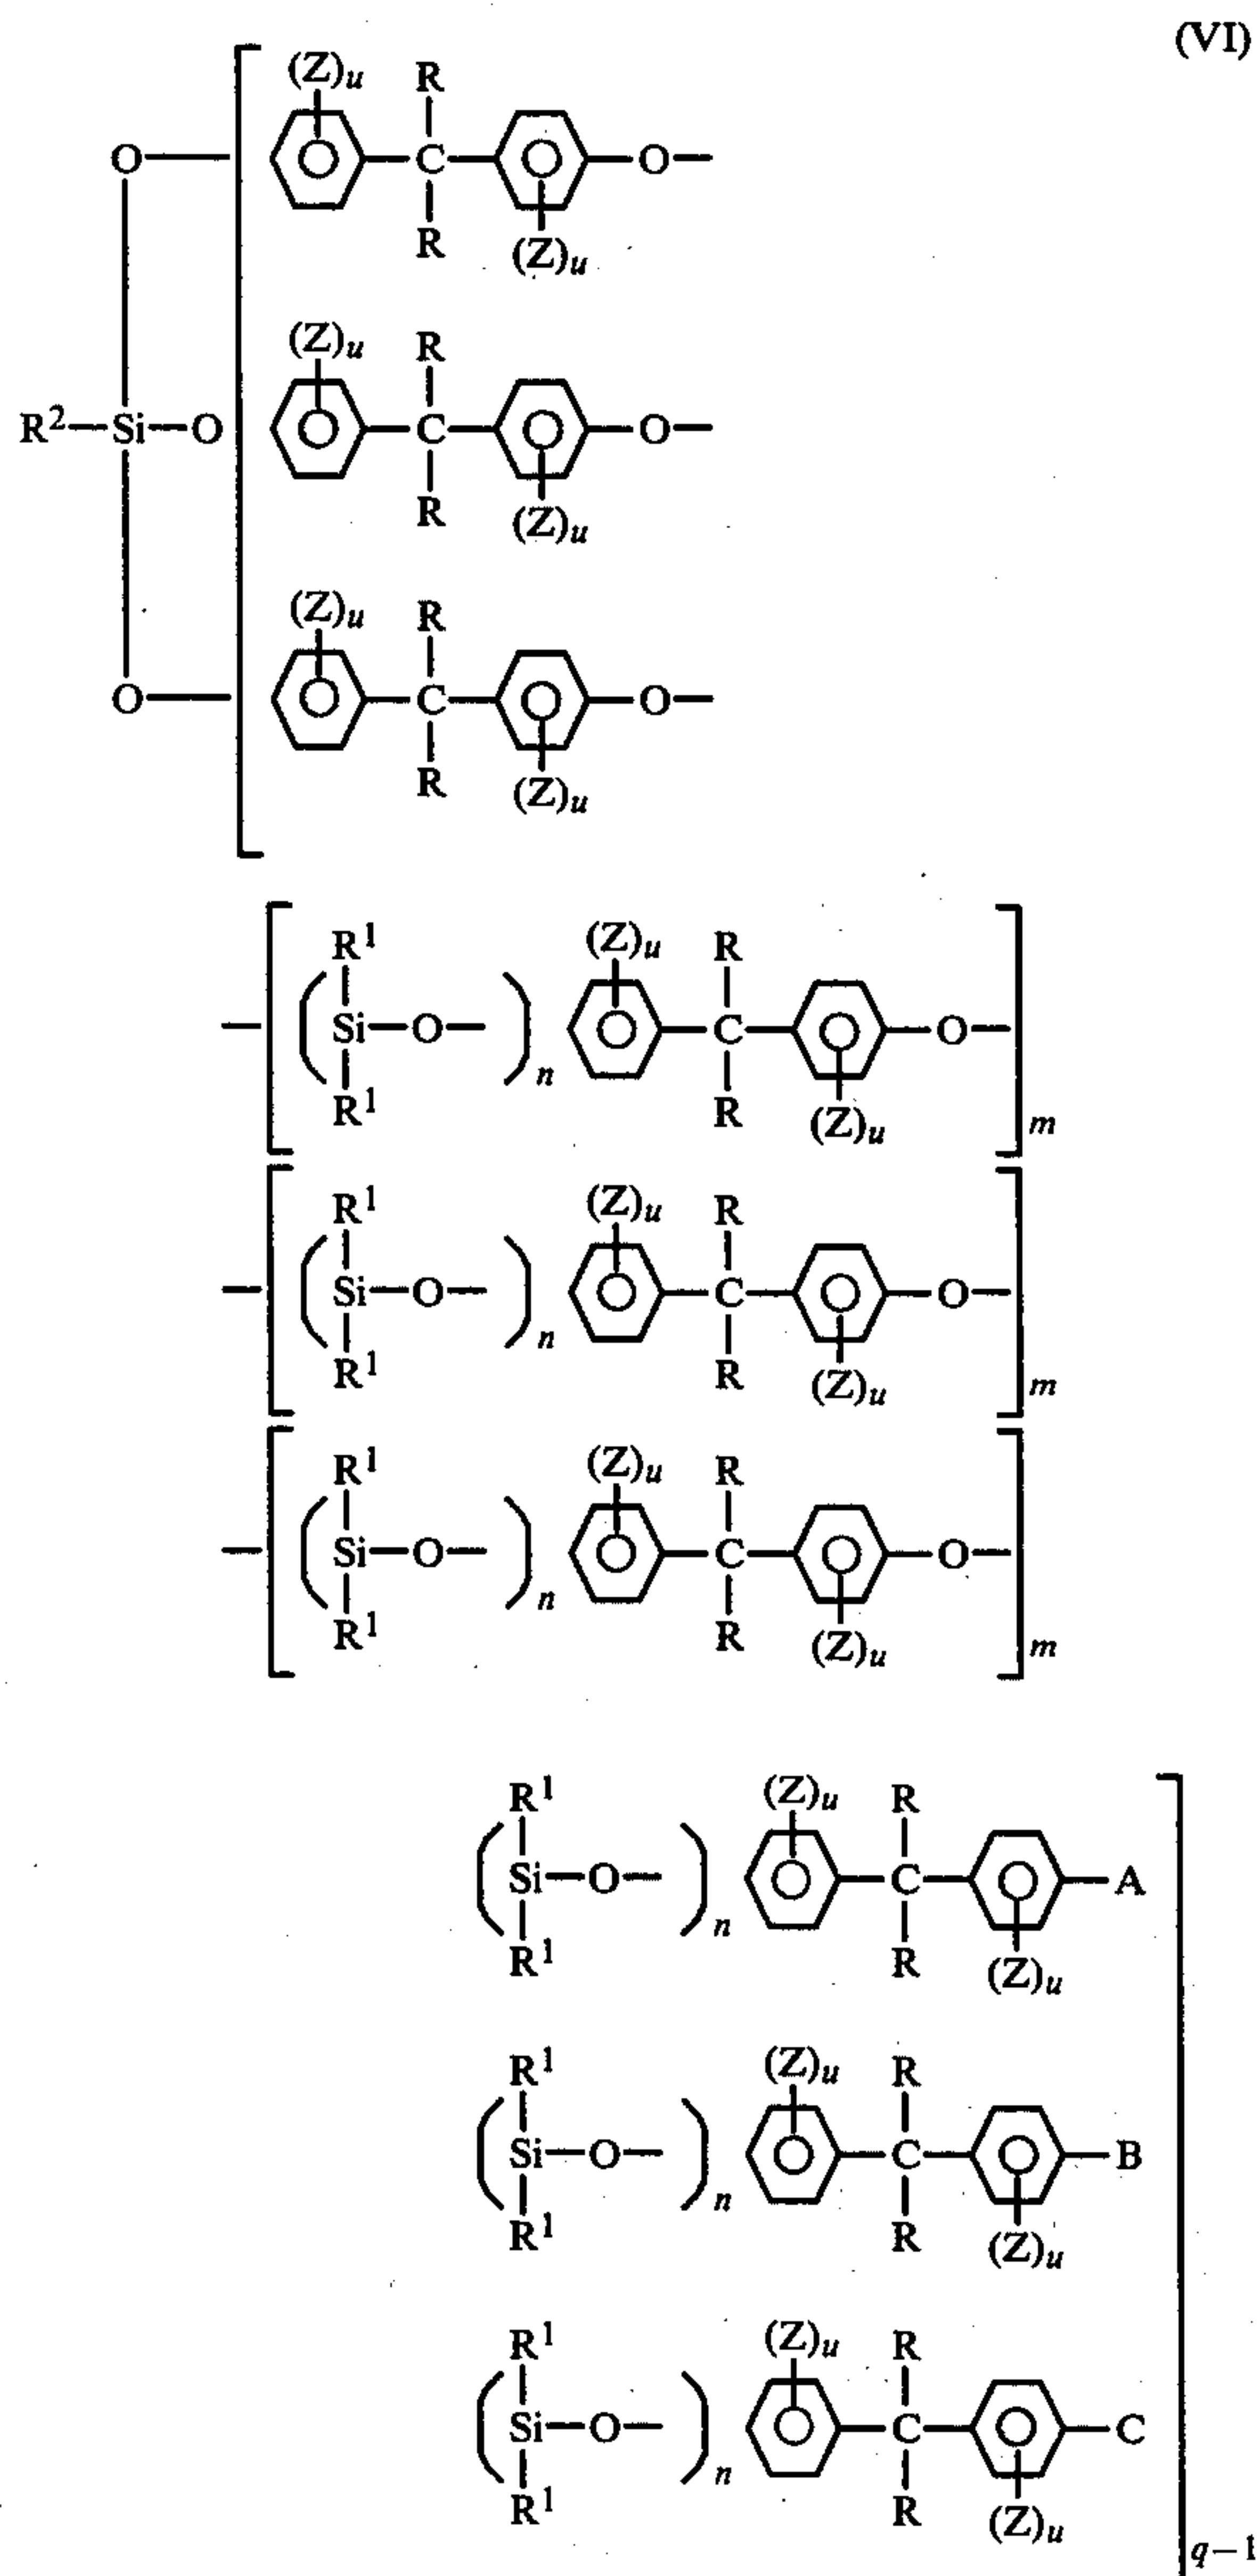 (VI)
(Z)u R
O C O
R (Z)u
(Z)u R
R2 Si O C O
R (Z)u
(Z)u R
O C O
R (Z)u
R1 (Z)u R
Si O n C O
R1 R (Z)u m
R1 (Z)u R
Si O n C O
R1 R (Z)u m
R1 (Z)u R
Si O n C O
R1 R (Z)u m
R1 (Z)u R
Si O n C A
R1 R (Z)u
R1 (Z)u R
Si O n C B
R1 R (Z)u
R1 (Z)u R
Si O n C C
R1 R (Z)u
q−1